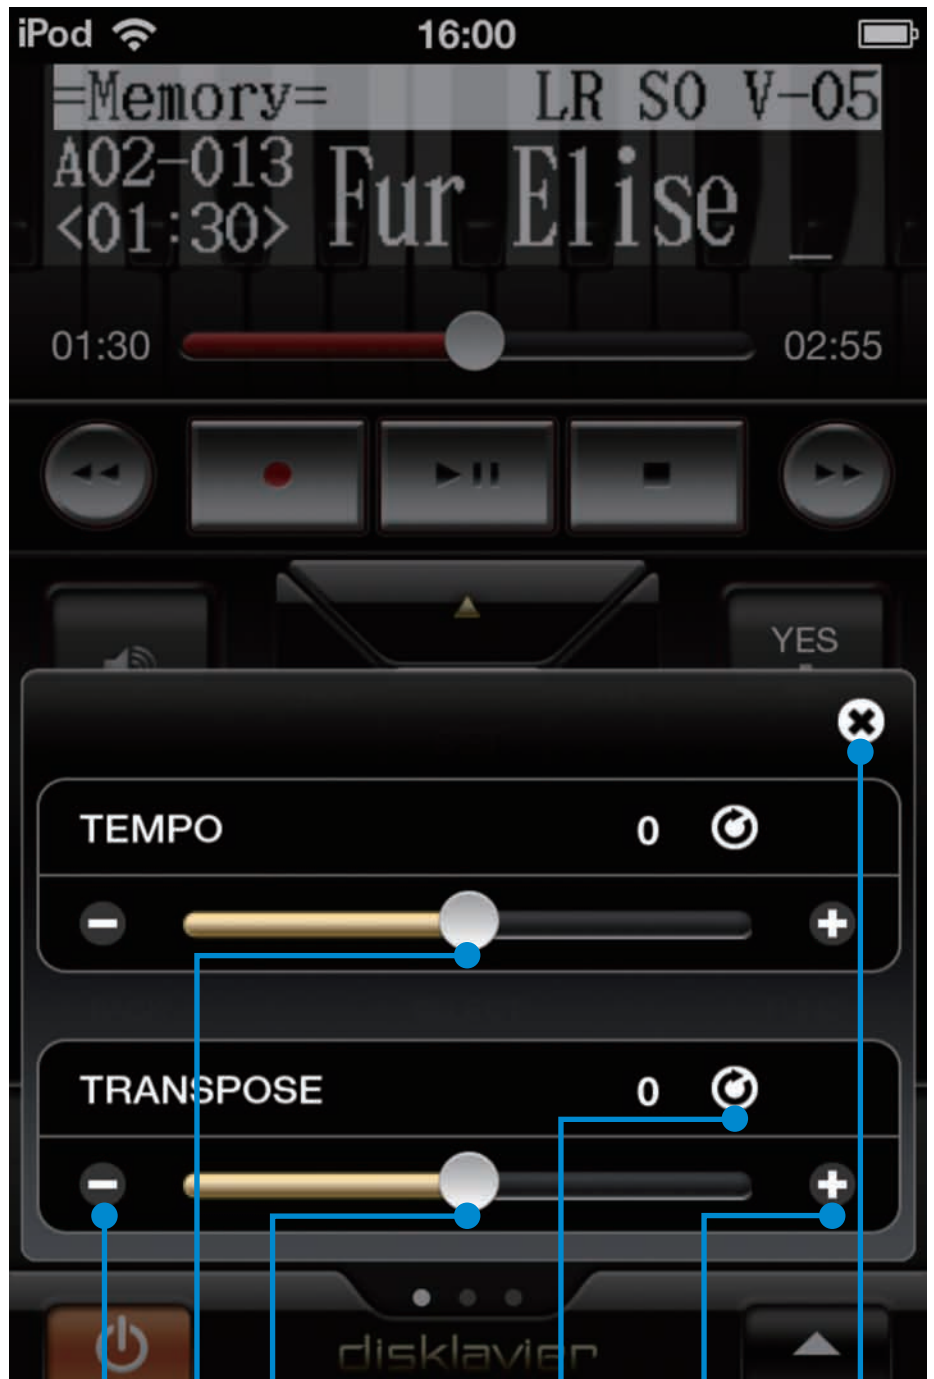 iPod 16:00
=Memory= LR SO V-05
A02-013
<01:30> Fur Elise _
01:30 02:55
YES
TEMPO 0
TRANSPOSE 0
disklavier